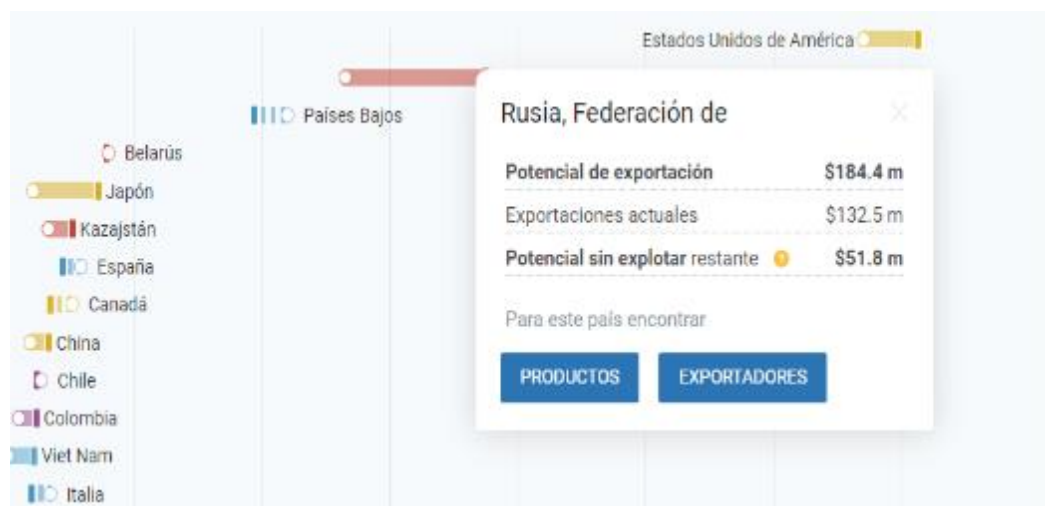 Estados Unidos de América
Países Bajos
Belarús
Japón
Kazajstán
España
Canadá
China
Chile
Colombia
Viet Nam
Italia
Rusia, Federación de
Potencial de exportación $184.4 m
Exportaciones actuales $132.5 m
Potencial sin explotar restante ? $51.8 m
Para este país encontrar
PRODUCTOS EXPORTADORES